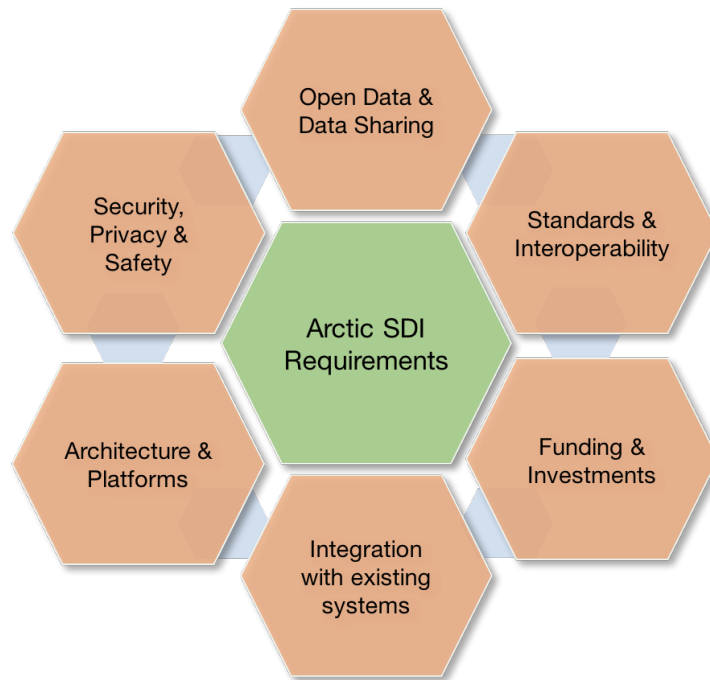 Open Data &
Data Sharing
Security,
Privacy &
Safety
Standards &
Interoperability
Arctic SDI
Requirements
Architecture &
Platforms
Funding &
Investments
Integration
with existing
systems